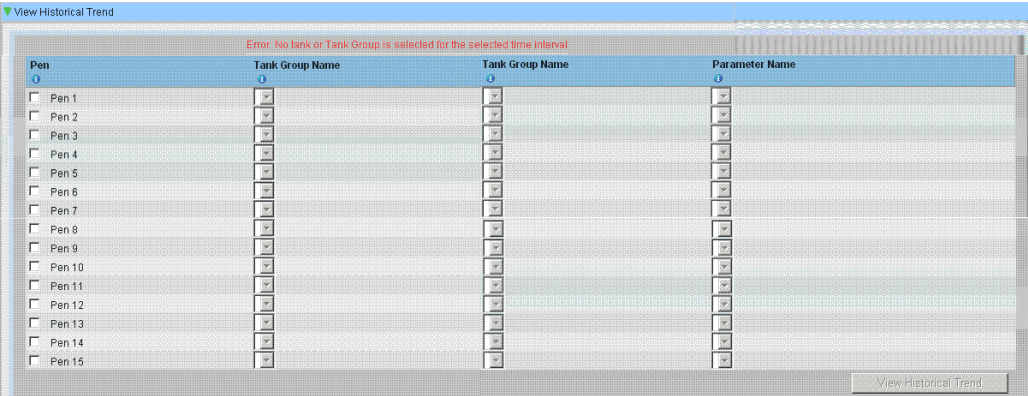 View Historical Trend
Error: No tank or Tank Group is selected for the selected time interval
Pen Tank Group Name Tank Group Name Parameter Name
Pen 1
Pen 2
Pen 3
Pen 4
Pen 5
Pen 6
Pen 7
Pen 8
Pen 9
Pen 10
Pen 11
Pen 12
Pen 13
Pen 14
Pen 15
View Historical Trend